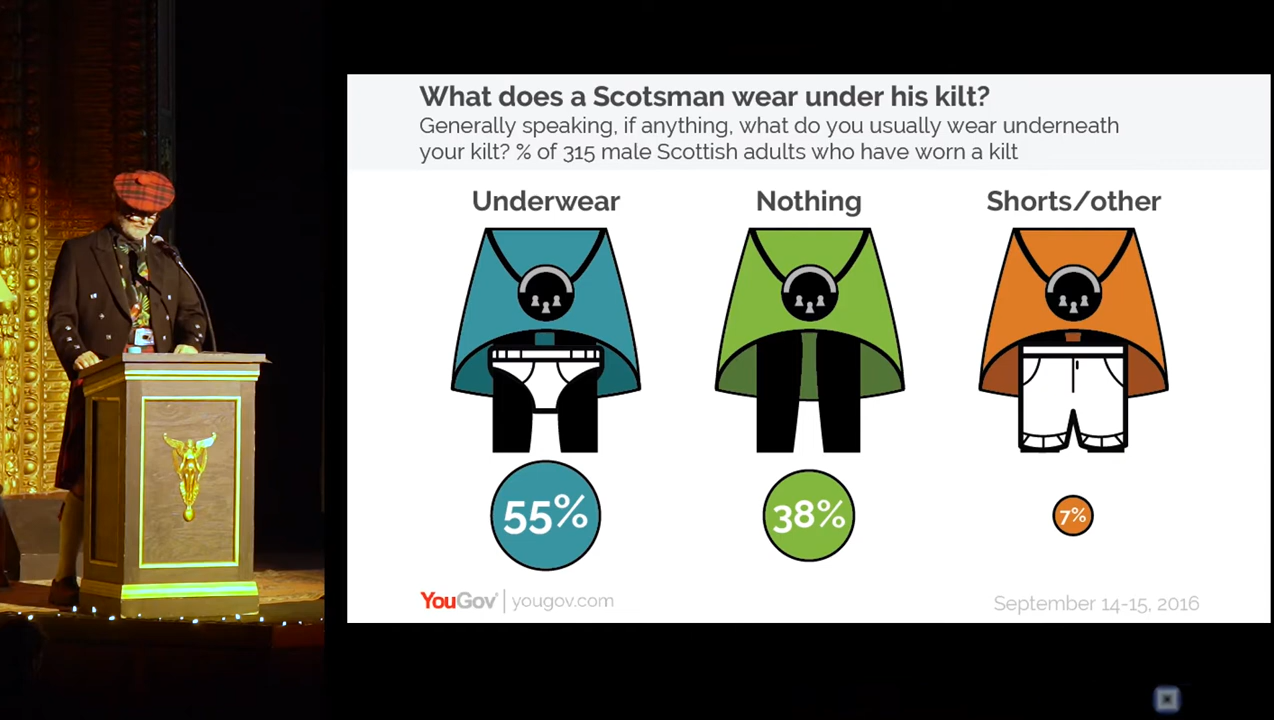 What does a Scotsman wear under his kilt?
Generally speaking, if anything, what do you usually wear underneath
your kilt? % of 315 male Scottish adults who have worn a kilt
Underwear
Nothing
Shorts/other
55%
38%
7%
YouGov | yougov.com
September 14-15, 2016